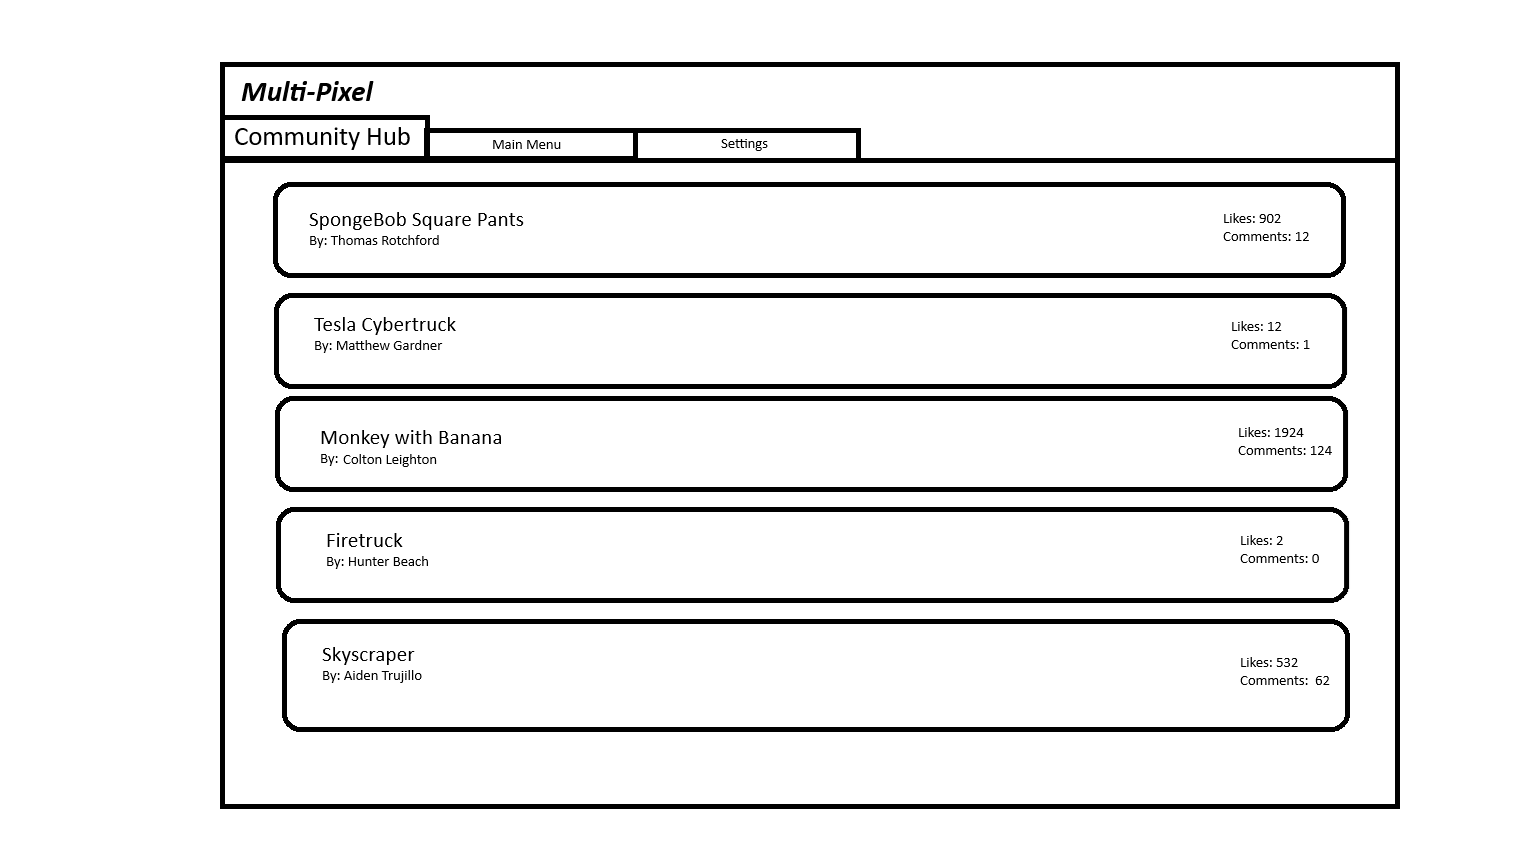 Multi-Pixel
Community Hub
Main Menu
Settings
SpongeBob Square Pants
By: Thomas Rotchford
Likes: 902
Comments: 12
Tesla Cybertruck
By: Matthew Gardner
Likes: 12
Comments: 1
Monkey with Banana
By: Colton Leighton
Likes: 1924
Comments: 124
Firetruck
By: Hunter Beach
Likes: 2
Comments: 0
Skyscraper
By: Aiden Trujillo
Likes: 532
Comments: 62